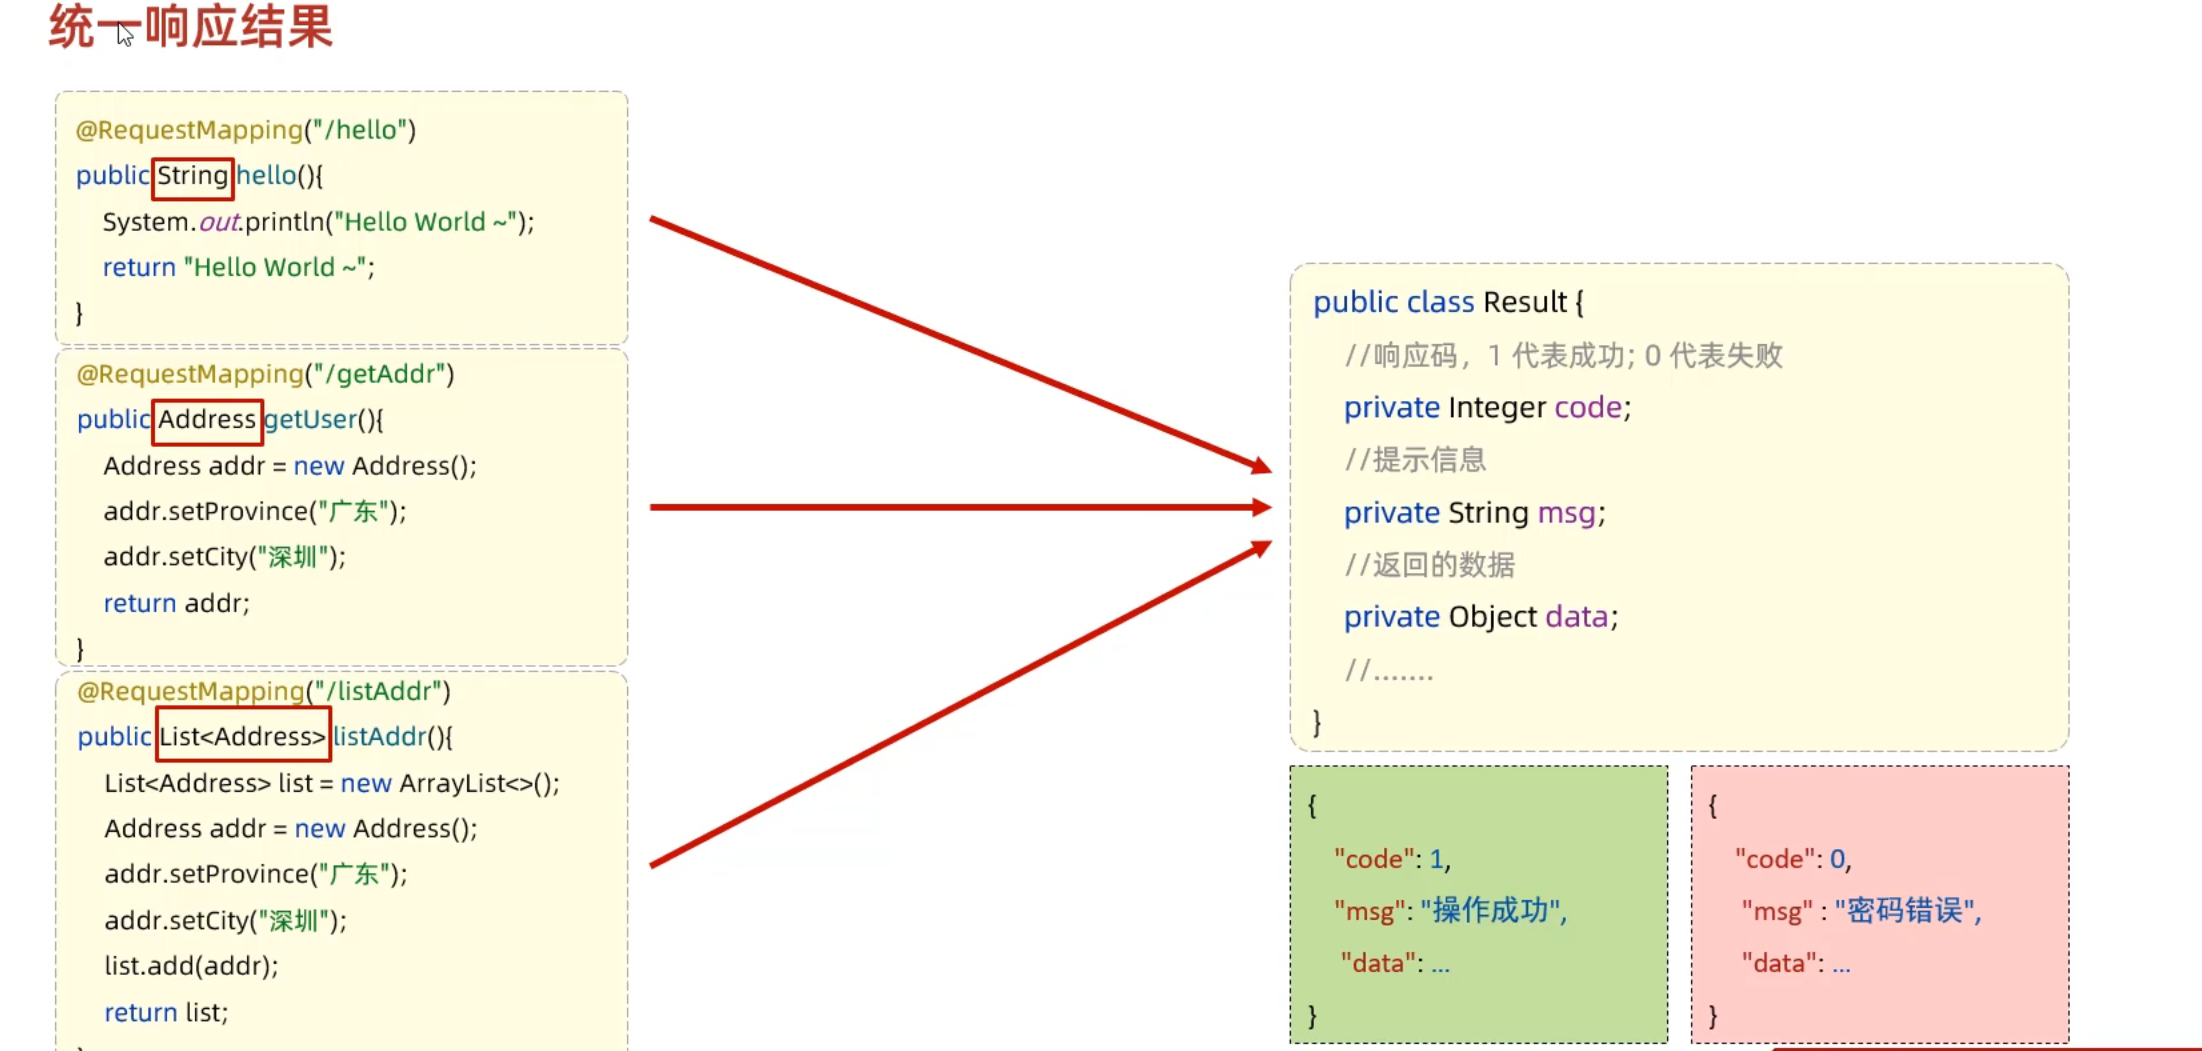 统一响应结果
@RequestMapping("/hello")
public String hello(){
System.out.println("Hello World ~");
return "Hello World ~";
}
@RequestMapping("/getAddr")
public Address getUser(){
Address addr = new Address();
addr.setProvince("广东");
addr.setCity("深圳");
return addr;
}
@RequestMapping("/listAddr")
public List<Address> listAddr(){
List<Address> list = new ArrayList<>();
Address addr = new Address();
addr.setProvince("广东");
addr.setCity("深圳");
list.add(addr);
return list;
public class Result {
//响应码，1 代表成功; 0 代表失败
private Integer code;
//提示信息
private String msg;
//返回的数据
private Object data;
//.......
}
{
"code": 1,
"msg": "操作成功",
"data": ...
}
{
"code": 0,
"msg" : "密码错误",
"data": ...
}